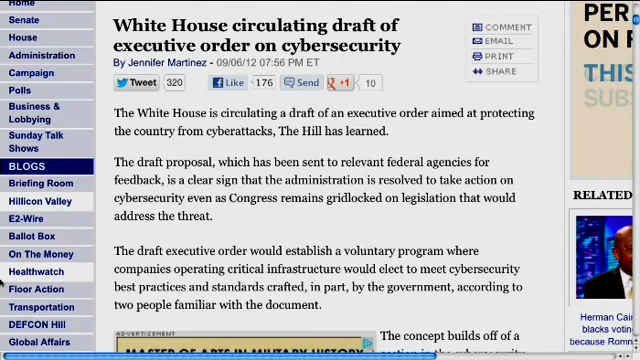 Home
Senate
House
Administration
Campaign
Polls
Business &
Lobbying
Sunday Talk
Shows
BLOGS
Briefing Room
Hillicon Valley
E2-Wire
Ballot Box
On The Money
Healthwatch
Floor Action
Transportation
DEFCON Hill
Global Affairs
White House circulating draft of
executive order on cybersecurity
By Jennifer Martinez - 09/06/12 07:56 PM ET
Tweet 320 Like 176 Send +1 10
COMMENT
EMAIL
PRINT
SHARE
The White House is circulating a draft of an executive order aimed at protecting
the country from cyberattacks, The Hill has learned.
The draft proposal, which has been sent to relevant federal agencies for
feedback, is a clear sign that the administration is resolved to take action on
cybersecurity even as Congress remains gridlocked on legislation that would
address the threat.
The draft executive order would establish a voluntary program where
companies operating critical infrastructure would elect to meet cybersecurity
best practices and standards crafted, in part, by the government, according to
two people familiar with the document.
ADVERTISEMENT
MASTER OF ARTS IN MILITARY HISTORY
The concept builds off of a
section in the cybersecurity
PER
ON F
THIS
SUBS
RELATED
Herman Cain
blacks voting
because Romn